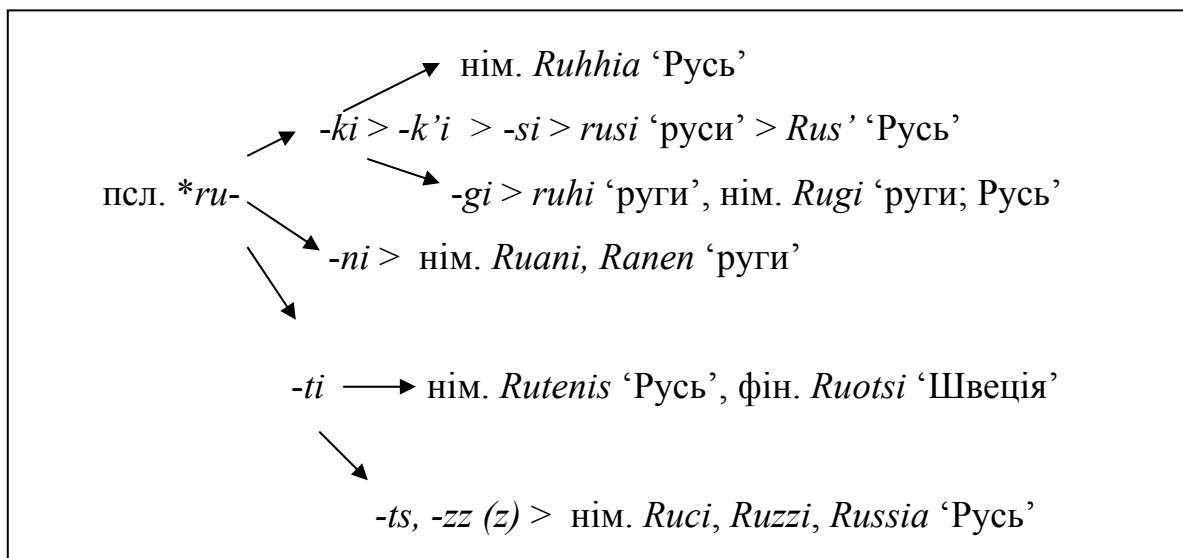 нім. Ruhhia ‘Русь’
-ki > -k’i > -si > rusi ‘руси’ > Rus’ ‘Русь’
псл. *ru-
-gi > ruhi ‘руги’, нім. Rugi ‘руги; Русь’
-ni > нім. Ruani, Ranen ‘руги’
-ti нім. Rutenis ‘Русь’, фін. Ruotsi ‘Швеція’
-ts, -zz (z) > нім. Ruci, Ruzzi, Russia ‘Русь’